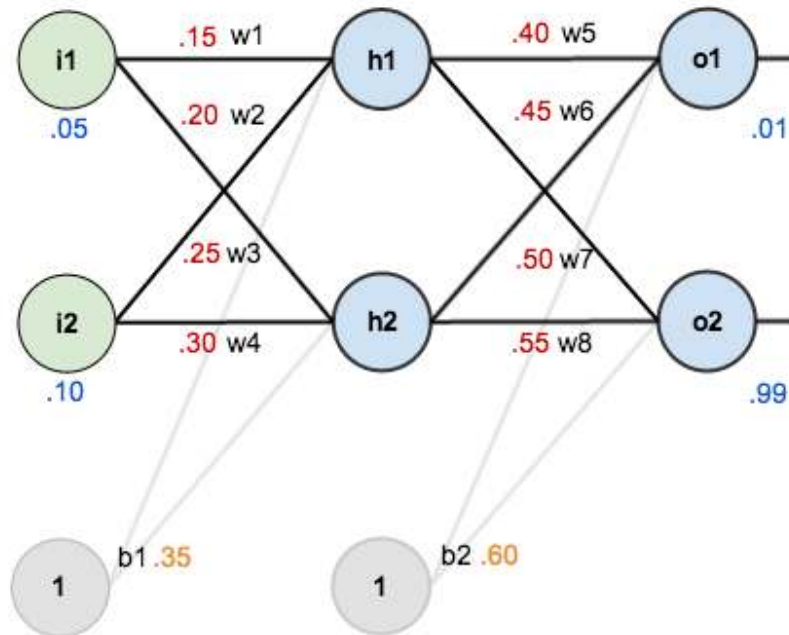 .15 w1
.40 w5
i1
h1
o1
.20 w2
.45 w6
.05
.01
.25 w3
.50 w7
i2
h2
o2
.30 w4
.55 w8
.10
.99
b1 .35
b2 .60
1
1